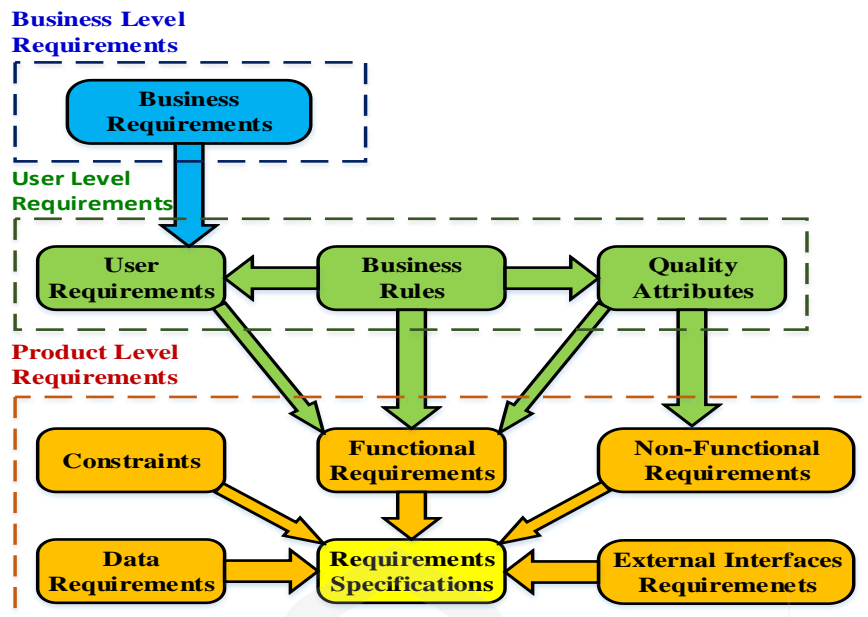 Business Level
Requirements
Business
Requirements
User Level
Requirements
User
Requirements
Business
Rules
Quality
Attributes
Product Level
Requirements
Constraints
Functional
Requirements
Non-Functional
Requirements
Data
Requirements
Requirements
Specifications
External Interfaces
Requiremenets